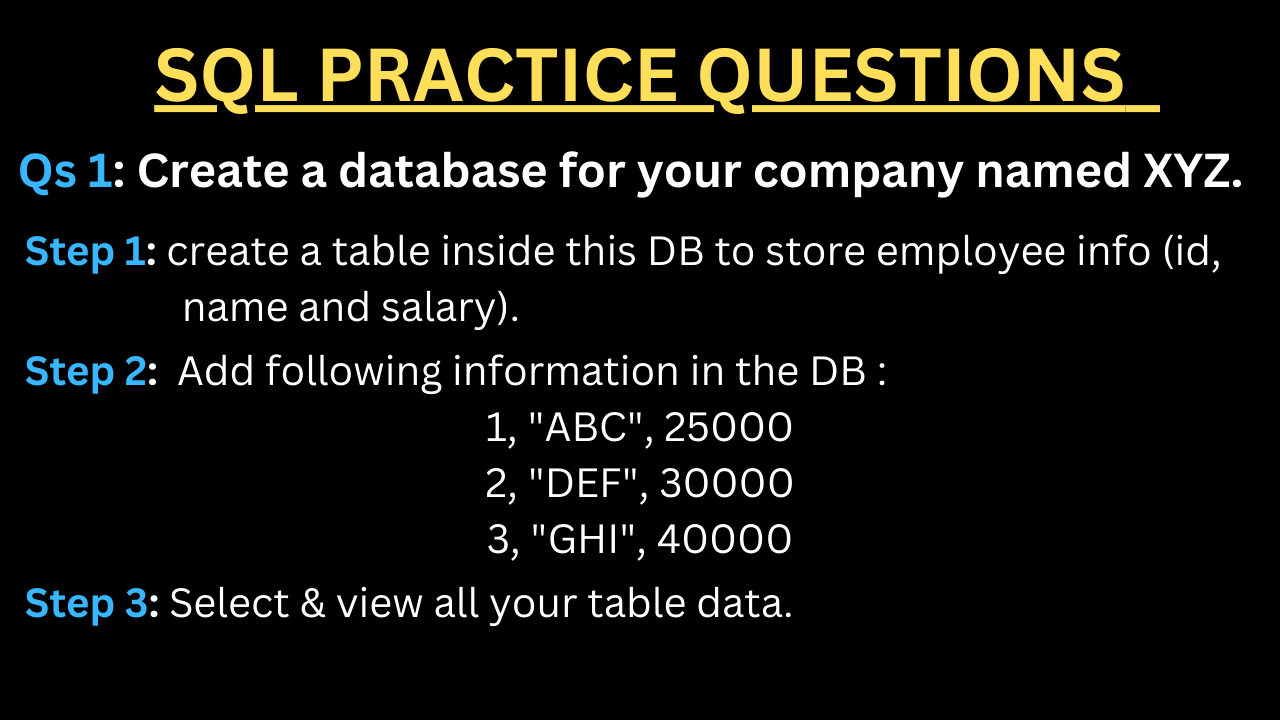 SQL PRACTICE QUESTIONS
Qs 1: Create a database for your company named XYZ.
Step 1: create a table inside this DB to store employee info (id,
name and salary).
Step 2: Add following information in the DB :
1, "ABC", 25000
2, "DEF", 30000
3, "GHI", 40000
Step 3: Select & view all your table data.